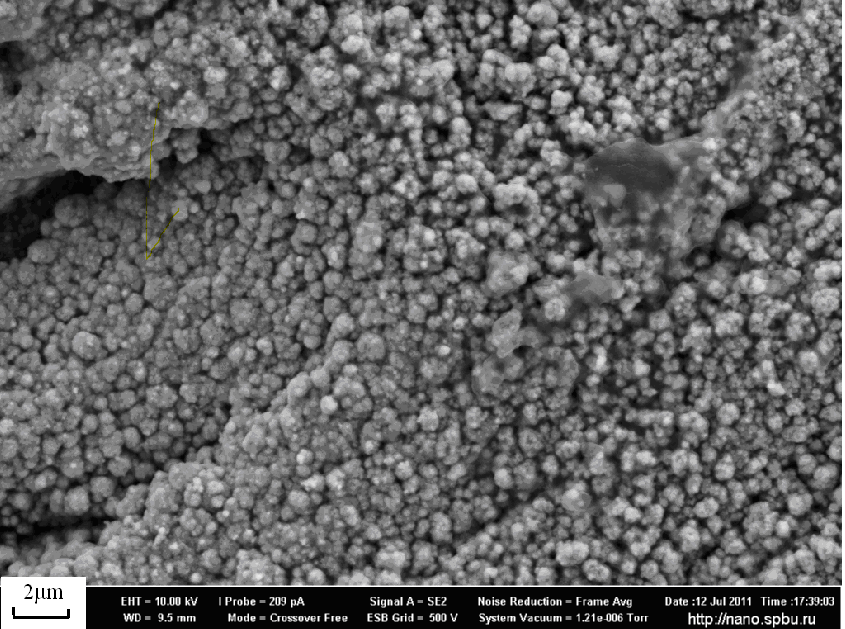 2μm
EHT = 10.00 kV I Probe = 209 pA Signal A = SE2 Noise Reduction = Frame Avg Date :12 Jul 2011 Time :17:39:03
WD = 9.5 mm Mode = Crossover Free ESB Grid = 500 V System Vacuum = 1.21e-006 Torr http://nano.spbu.ru